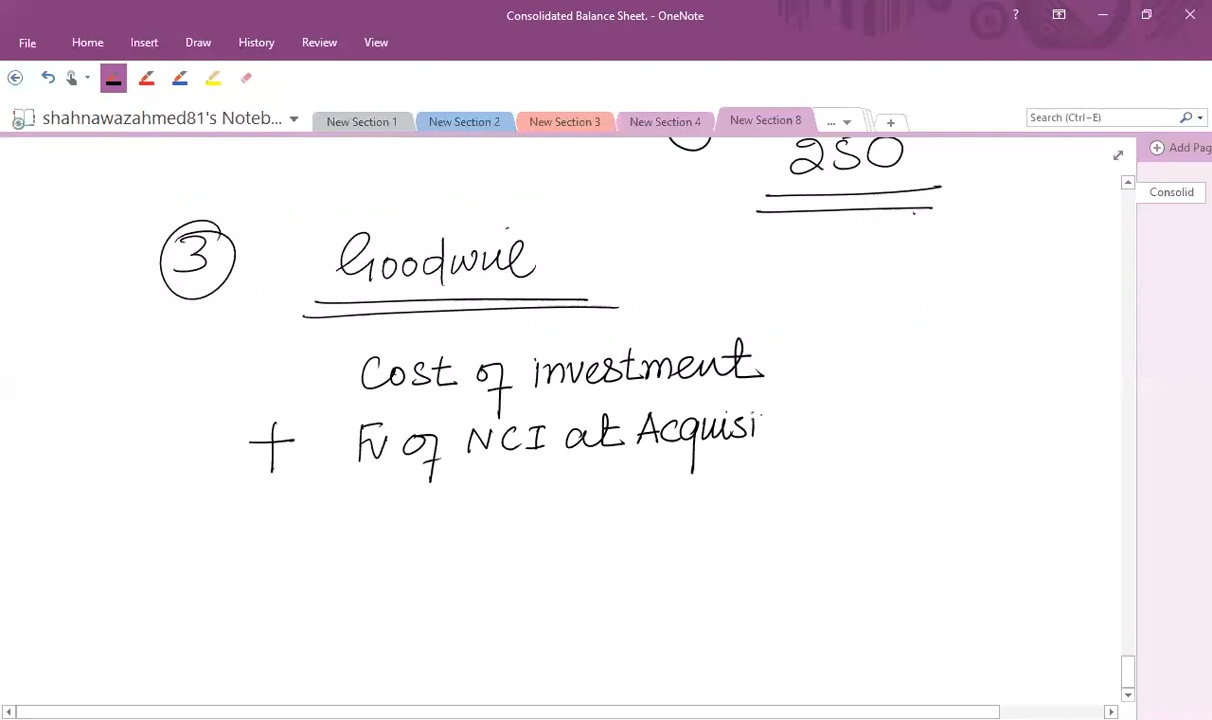 Consolidated Balance Sheet. - OneNote
?
File Home Insert Draw History Review View
shahnawazahmed81's Noteb... New Section 1 New Section 2 New Section 3 New Section 4 New Section 8 ... + Search (Ctrl+E)
Add Pag
Consolid
250
3 Goodwill
Cost of investment
+ Fv of NCI at Acquisi